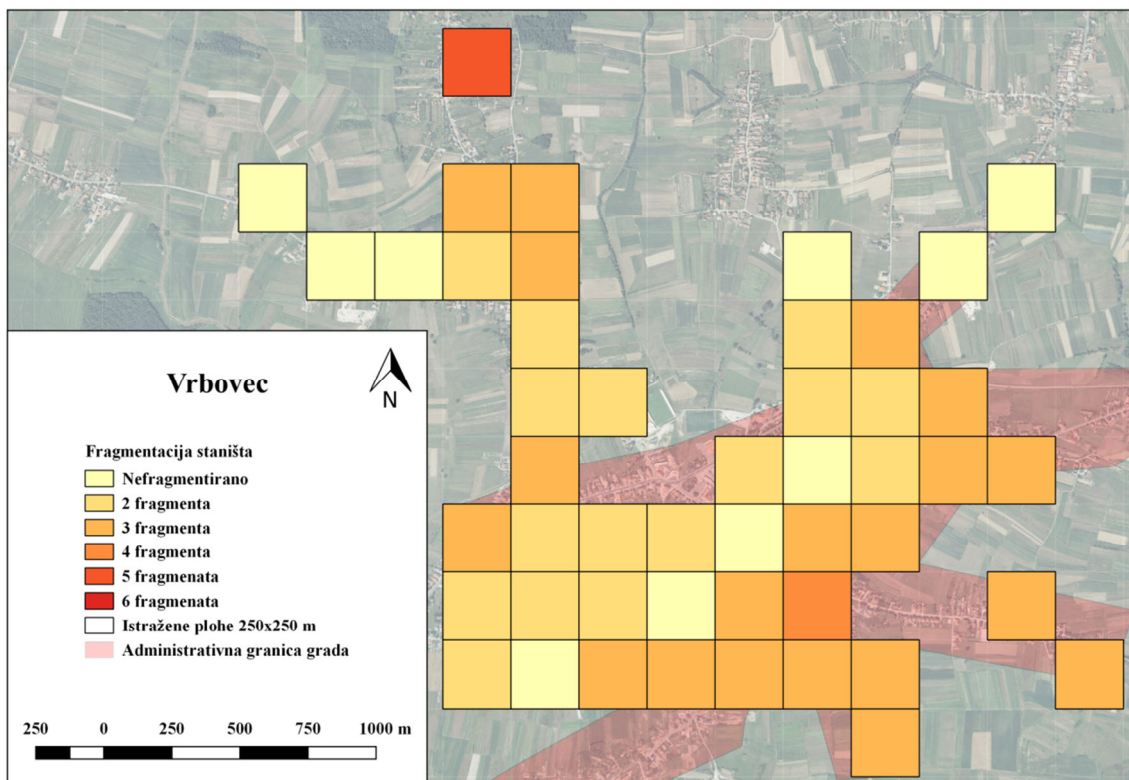 Vrbovec
N
Fragmentacija staništa
Nefragmentirano
2 fragmenta
3 fragmenta
4 fragmenta
5 fragmenata
6 fragmenata
Istražene plohe 250x250 m
Administrativna granica grada
250 0 250 500 750 1000 m